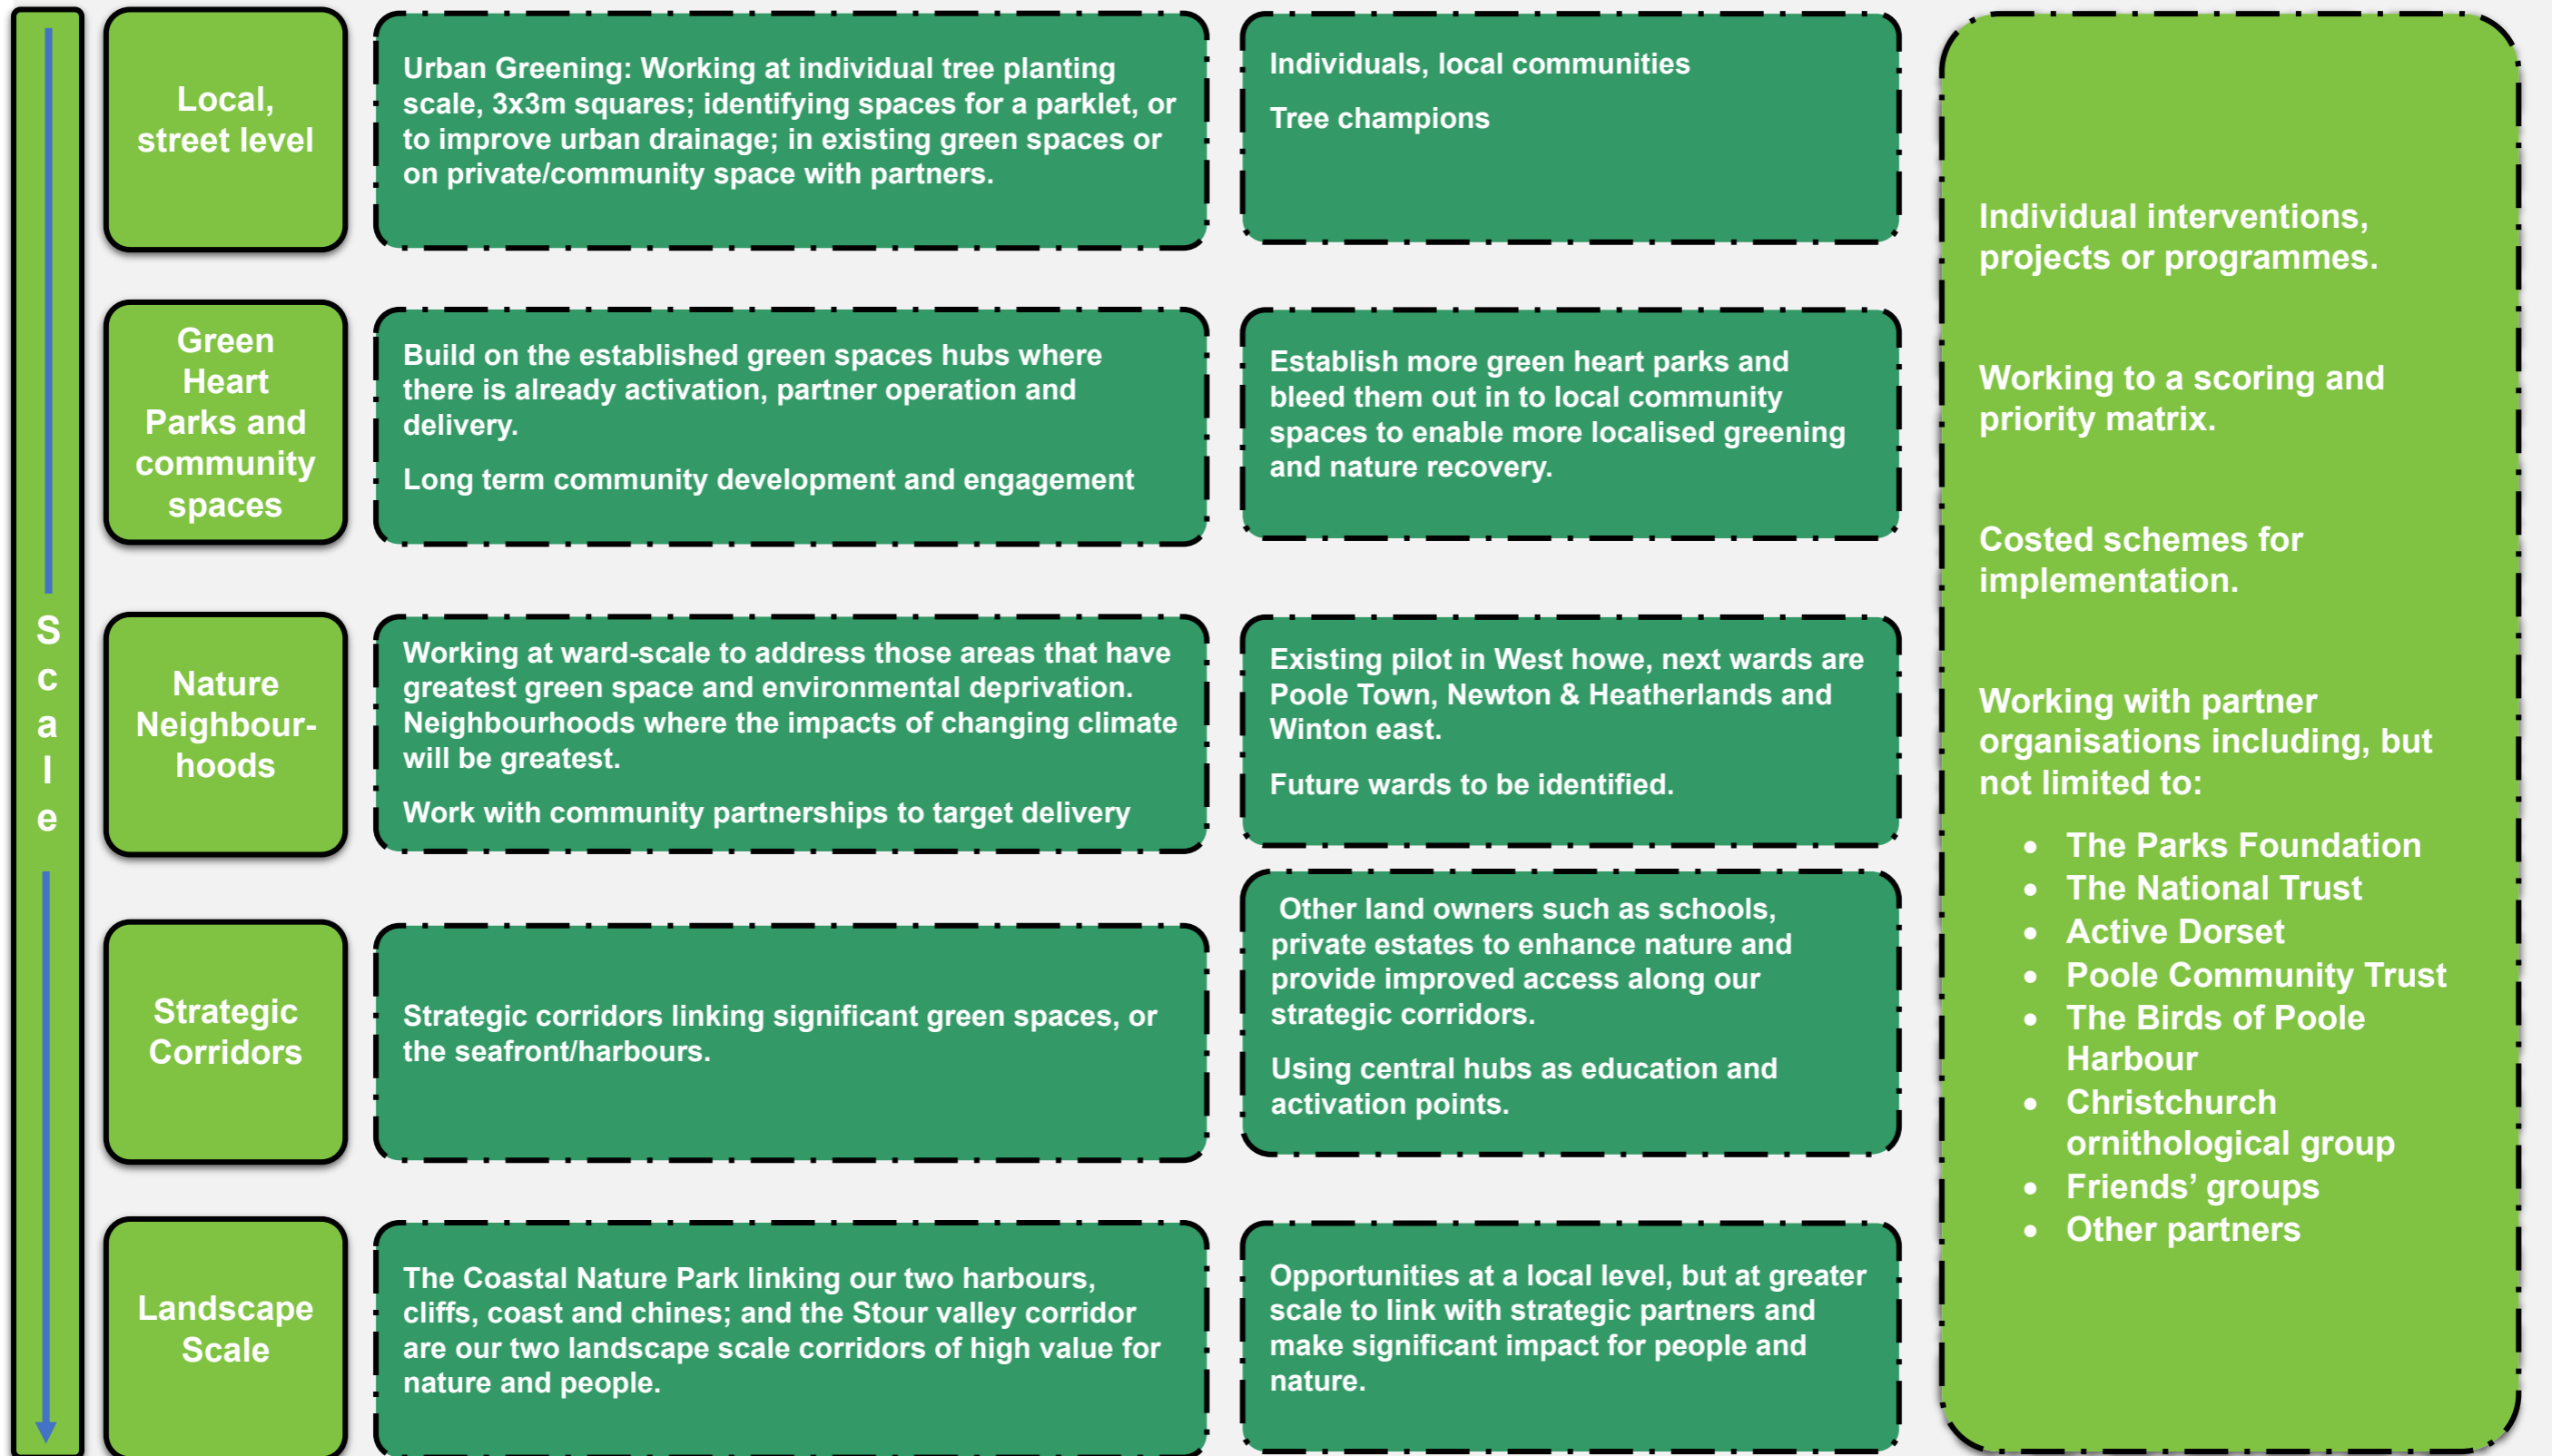 Scale
Local,
street level
Urban Greening: Working at individual tree planting
scale, 3x3m squares; identifying spaces for a parklet, or
to improve urban drainage; in existing green spaces or
on private/community space with partners.
Individuals, local communities
Tree champions
Green
Heart
Parks and
community
spaces
Build on the established green spaces hubs where
there is already activation, partner operation and
delivery.
Long term community development and engagement
Establish more green heart parks and
bleed them out in to local community
spaces to enable more localised greening
and nature recovery.
Nature
Neighbour-
hoods
Working at ward-scale to address those areas that have
greatest green space and environmental deprivation.
Neighbourhoods where the impacts of changing climate
will be greatest.
Work with community partnerships to target delivery
Existing pilot in West howe, next wards are
Poole Town, Newton & Heatherlands and
Winton east.
Future wards to be identified.
Strategic
Corridors
Strategic corridors linking significant green spaces, or
the seafront/harbours.
Other land owners such as schools,
private estates to enhance nature and
provide improved access along our
strategic corridors.
Using central hubs as education and
activation points.
Landscape
Scale
The Coastal Nature Park linking our two harbours,
cliffs, coast and chines; and the Stour valley corridor
are our two landscape scale corridors of high value for
nature and people.
Opportunities at a local level, but at greater
scale to link with strategic partners and
make significant impact for people and
nature.
Individual interventions,
projects or programmes.
Working to a scoring and
priority matrix.
Costed schemes for
implementation.
Working with partner
organisations including, but
not limited to:
• The Parks Foundation
• The National Trust
• Active Dorset
• Poole Community Trust
• The Birds of Poole
Harbour
• Christchurch
ornithological group
• Friends’ groups
• Other partners